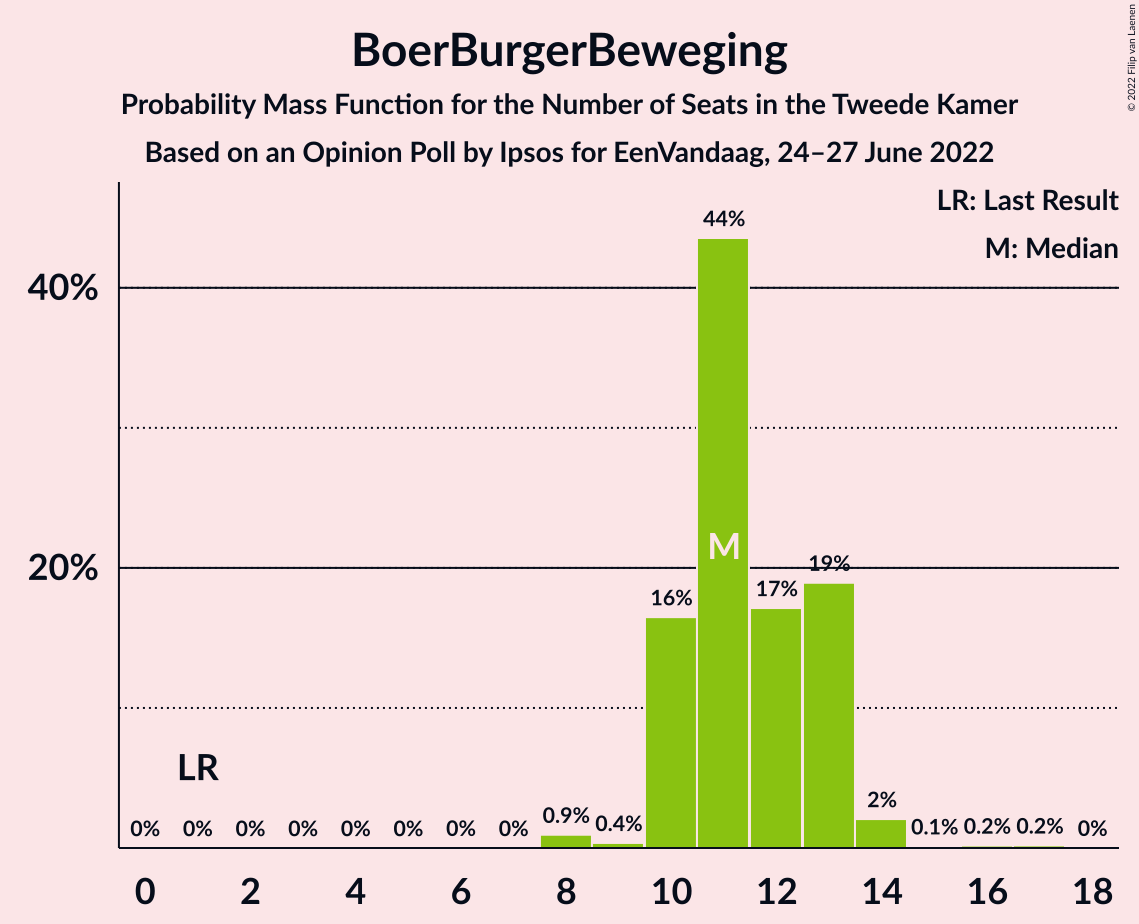 BoerBurgerBeweging
Probability Mass Function for the Number of Seats in the Tweede Kamer
Based on an Opinion Poll by Ipsos for EenVandaag, 24–27 June 2022
© 2022 Filip van Laenen
LR: Last Result
M: Median
44%
40%
M
20%
19%
17%
16%
LR
2%
0% 0% 0% 0% 0% 0% 0% 0% 0.9% 0.4% 0.1% 0.2% 0.2% 0%
0 2 4 6 8 10 12 14 16 18